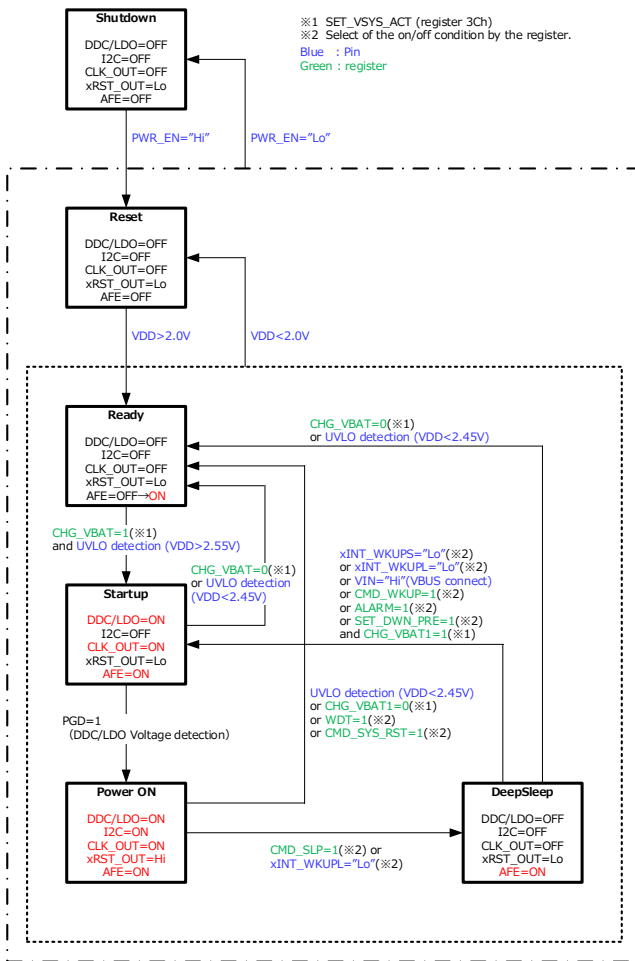 Shutdown
DDC/LDO=OFF
I2C=OFF
CLK_OUT=OFF
xRST_OUT=Lo
AFE=OFF
※1 SET_VSYS_ACT (register 3Ch)
※2 Select of the on/off condition by the register.
Blue : Pin
Green : register
PWR_EN=”Hi”
PWR_EN=”Lo”
Reset
DDC/LDO=OFF
I2C=OFF
CLK_OUT=OFF
xRST_OUT=Lo
AFE=OFF
VDD>2.0V
VDD<2.0V
Ready
DDC/LDO=OFF
I2C=OFF
CLK_OUT=OFF
xRST_OUT=Lo
AFE=OFF→ON
CHG_VBAT=0(※1)
or UVLO detection (VDD<2.45V)
CHG_VBAT=1(※1)
and UVLO detection (VDD>2.55V)
CHG_VBAT=0(※1)
or UVLO detection
(VDD<2.45V)
xINT_WKUPS=”Lo”(※2)
or xINT_WKUPL=”Lo”(※2)
or VIN=”Hi”(VBUS connect)
or CMD_WKUP=1(※2)
or ALARM=1(※2)
or SET_DWN_PRE=1(※2)
and CHG_VBAT1=1(※1)
Startup
DDC/LDO=ON
I2C=OFF
CLK_OUT=ON
xRST_OUT=Lo
AFE=ON
PGD=1
(DDC/LDO Voltage detection)
UVLO detection (VDD<2.45V)
or CHG_VBAT1=0(※1)
or WDT=1(※2)
or CMD_SYS_RST=1(※2)
Power ON
DDC/LDO=ON
I2C=ON
CLK_OUT=ON
xRST_OUT=Hi
AFE=ON
CMD_SLP=1(※2) or
xINT_WKUPL=”Lo”(※2)
DeepSleep
DDC/LDO=OFF
I2C=OFF
CLK_OUT=OFF
xRST_OUT=Lo
AFE=ON